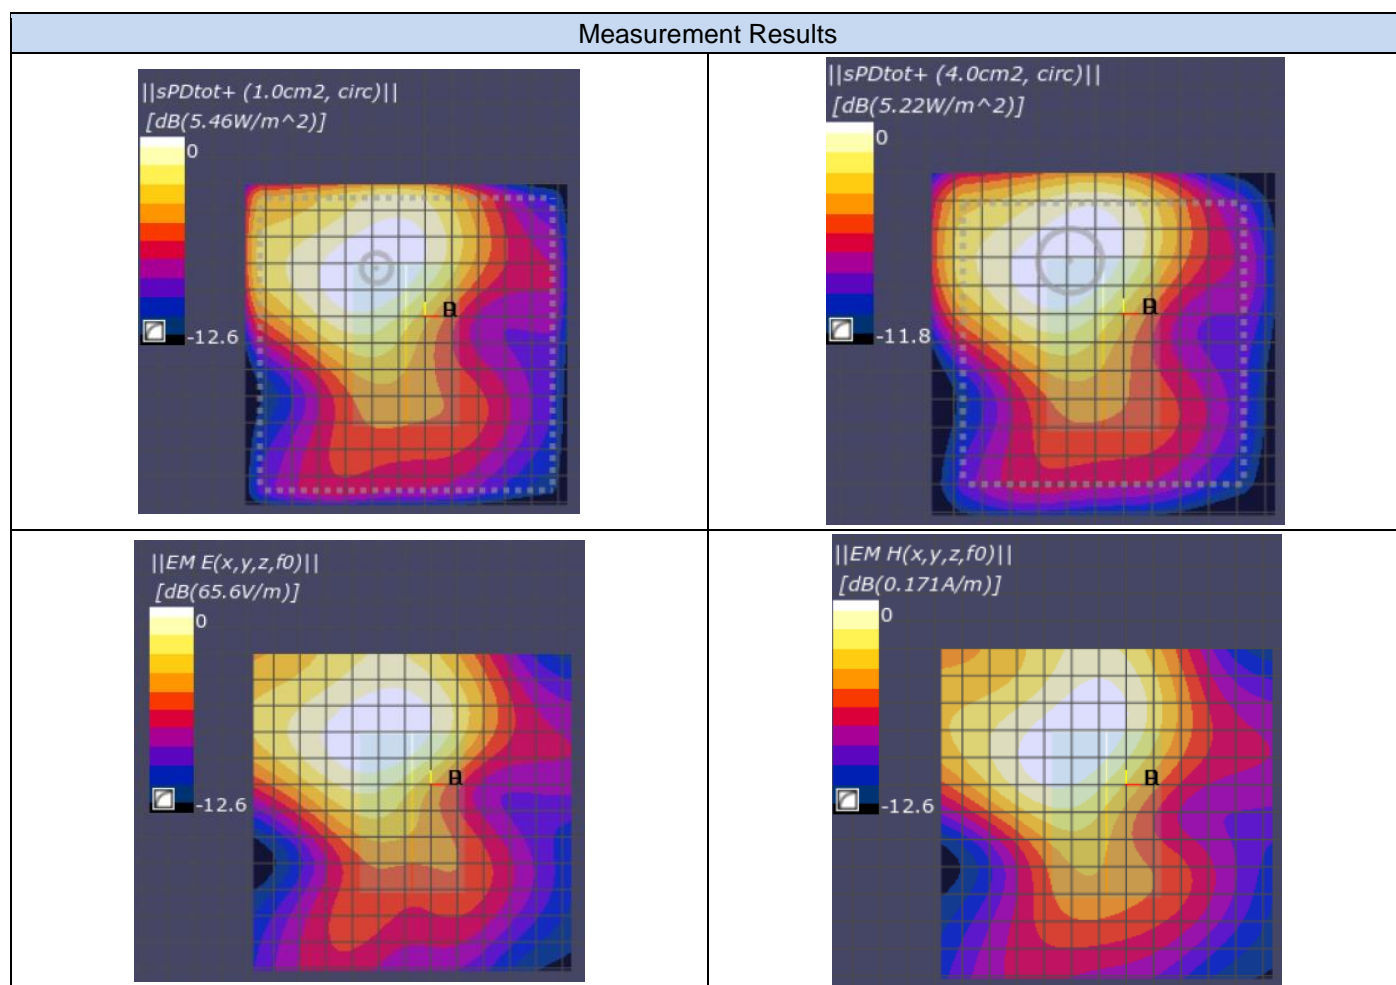 Measurement Results
||sPDtot+ (1.0cm2, circ)||
[dB(5.46W/m^2)]
0
-12.6
||sPDtot+ (4.0cm2, circ)||
[dB(5.22W/m^2)]
0
-11.8
||EM E(x,y,z,f0)||
[dB(65.6V/m)]
0
-12.6
||EM H(x,y,z,f0)||
[dB(0.171A/m)]
0
-12.6